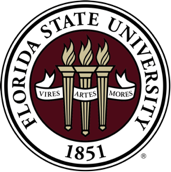 FLORIDA STATE UNIVERSITY
VIRES ARTES MORES
1851
®